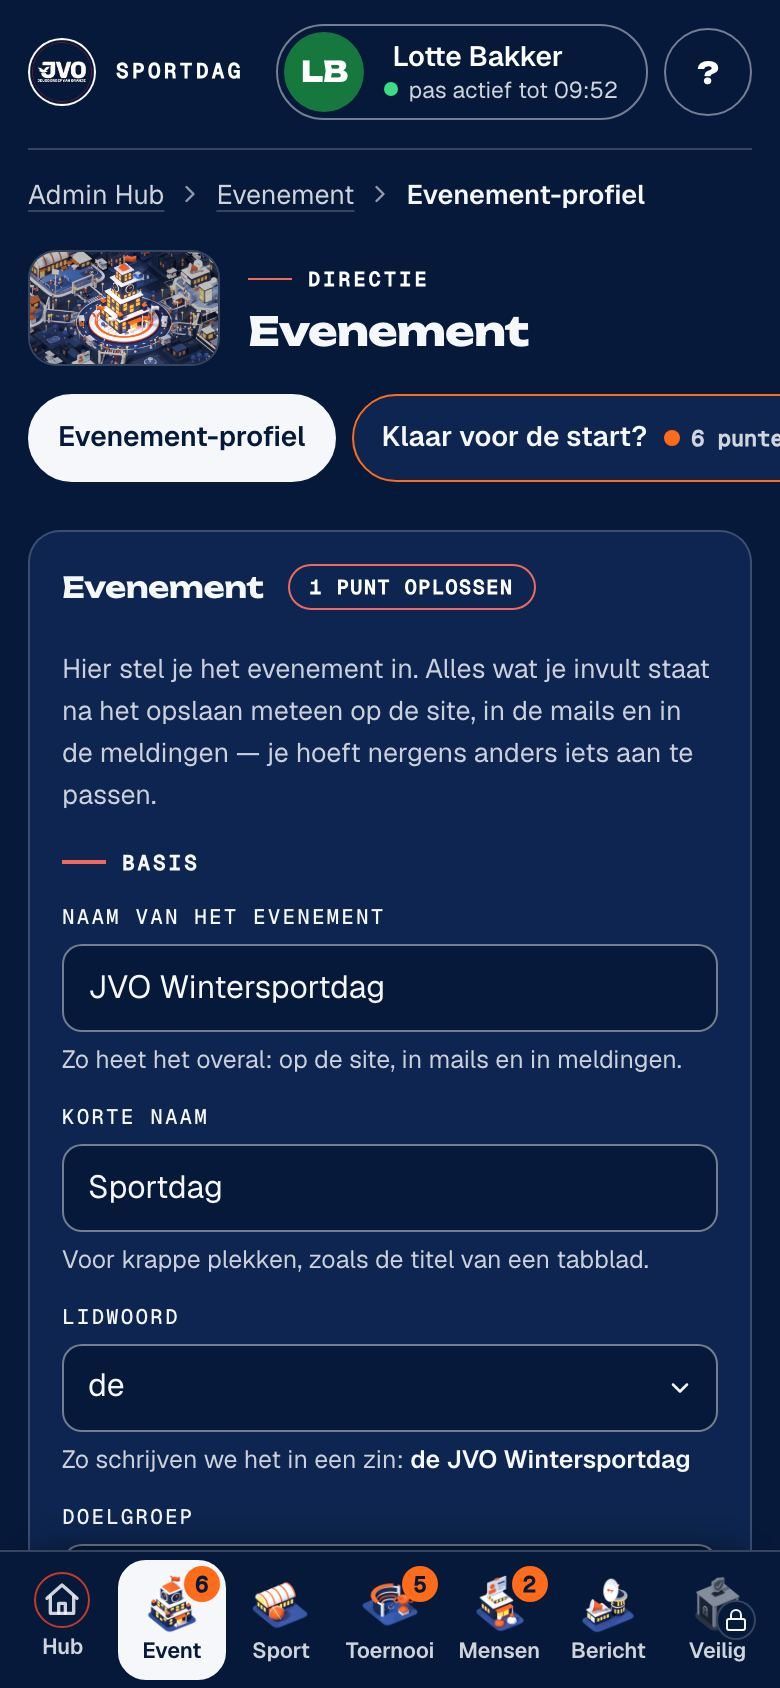 JVO
SPORTDAG
LB
Lotte Bakker
pas actief tot 09:52
?
Admin Hub > Evenement > Evenement-profiel
DIRECTIE
Evenement
Evenement-profiel
Klaar voor de start? 6 punte
Evenement
1 PUNT OPLOSSEN
Hier stel je het evenement in. Alles wat je invult staat
na het opslaan meteen op de site, in de mails en in
de meldingen — je hoeft nergens anders iets aan te
passen.
BASIS
NAAM VAN HET EVENEMENT
JVO Wintersportdag
Zo heet het overal: op de site, in mails en in meldingen.
KORTE NAAM
Sportdag
Voor krappe plekken, zoals de titel van een tabblad.
LIDWOORD
de
Zo schrijven we het in een zin: de JVO Wintersportdag
DOELGROEP
6 5 2
Hub Event Sport Toernooi Mensen Bericht Veilig